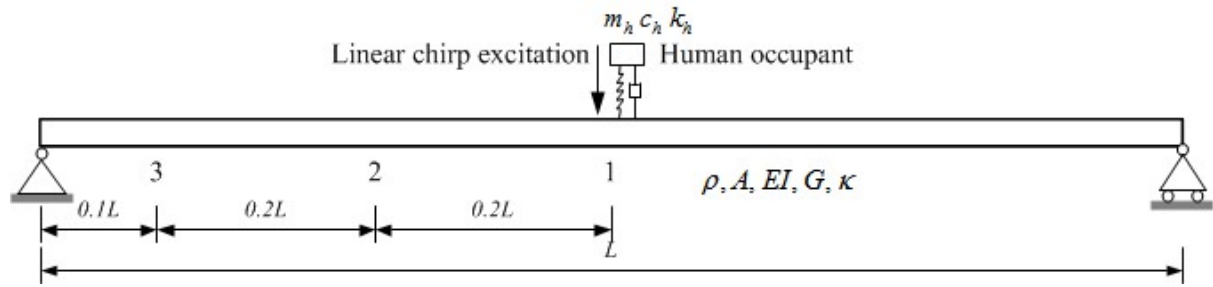 m_h c_h k_h
Linear chirp excitation Human occupant
3 2 1 ρ, A, EI, G, κ
0.1L 0.2L 0.2L
L